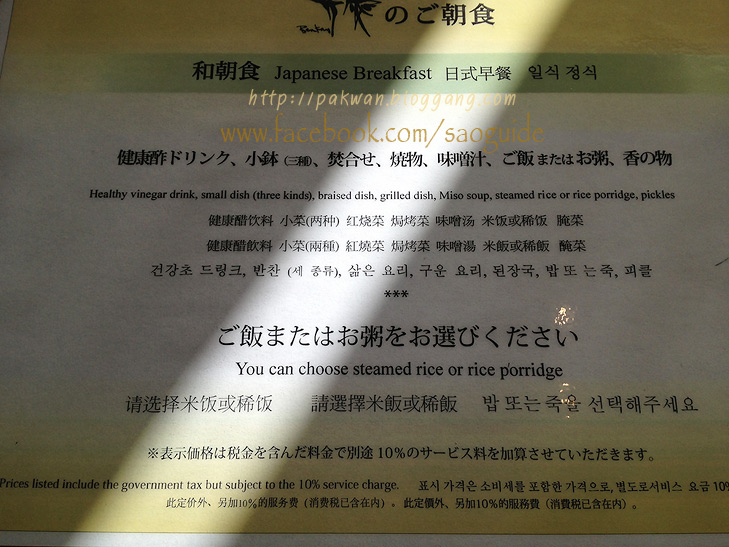 のご朝食
和朝食 Japanese Breakfast 日式早餐 일식 정식
http://pakwan.bloggang.com
www.facebook.com/saoguide
健康酢ドリンク、小鉢(三種)、焚合せ、焼物、味噌汁、ご飯またはお粥、香の物
Healthy vinegar drink, small dish (three kinds), braised dish, grilled dish, Miso soup, steamed rice or rice porridge, pickles
健康醋饮料 小菜(两种) 红烧菜 焗烤菜 味噌汤 米饭或稀饭 腌菜
健康醋飲料 小菜(兩種) 紅燒菜 焗烤菜 味噌湯 米飯或稀飯 醃菜
건강초 드링크, 반찬 (세 종류), 삶은 요리, 구운 요리, 된장국, 밥 또 는 죽, 피클
***
ご飯またはお粥をお選びください
You can choose steamed rice or rice porridge
请选择米饭或稀饭 請選擇米飯或稀飯 밥 또는 죽을 선택해주세요
※表示価格は税金を含んだ料金で別途10%のサービス料を加算させていただきます。
Prices listed include the government tax but subject to the 10% service charge. 표시 가격은 소비세를 포함한 가격으로, 별도로서비스 요금 10%
此定价外、另加10%的服务费（消费税已含在内）。此定價外、另加10%的服務費（消費税已含在内）。